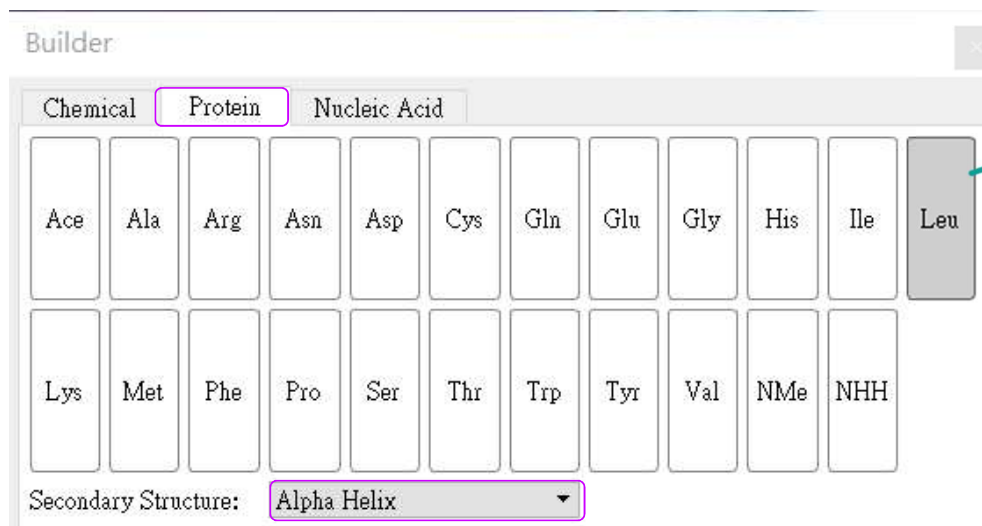 Builder
Chemical Protein Nucleic Acid
Ace Ala Arg Asn Asp Cys Gln Glu Gly His Ile Leu
Lys Met Phe Pro Ser Thr Trp Tyr Val NMe NHH
Secondary Structure: Alpha Helix